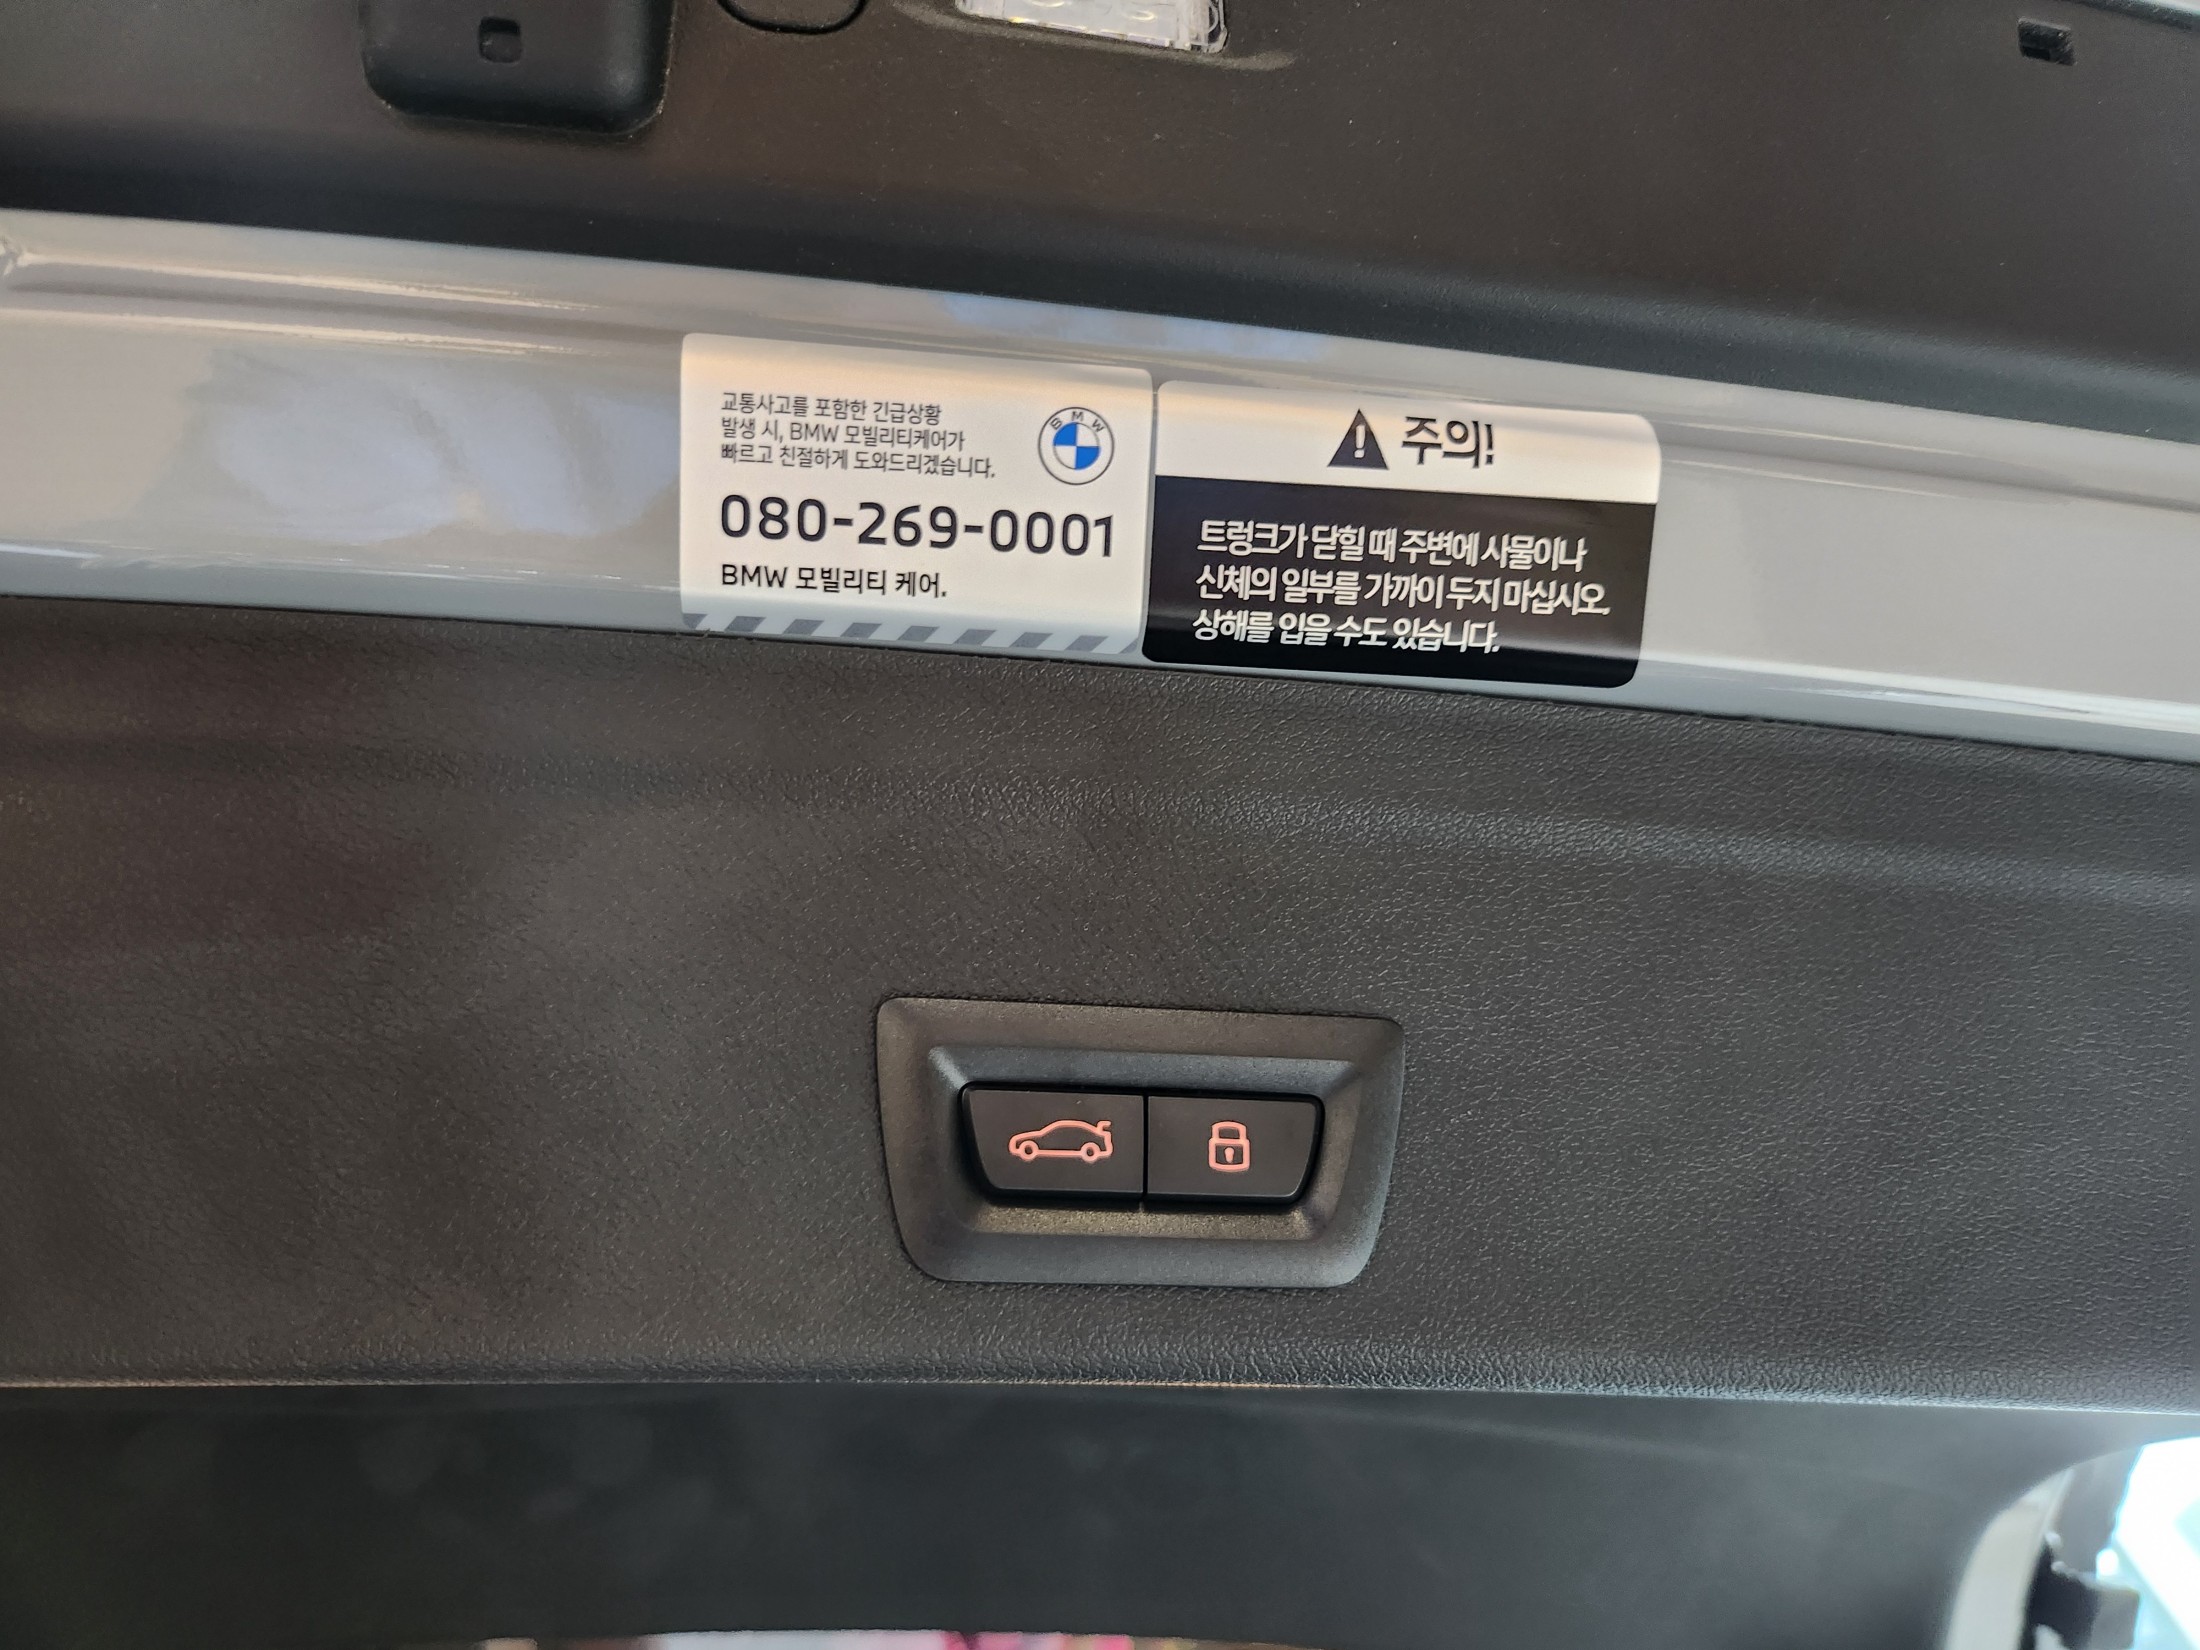 교통사고를 포함한 긴급상황
발생 시, BMW 모빌리티케어가
빠르고 친절하게 도와드리겠습니다.
BMW
080-269-0001
BMW 모빌리티 케어.
주의!
트렁크가 닫힐 때 주변에 사물이나
신체의 일부를 가까이 두지 마십시오.
상해를 입을 수도 있습니다.